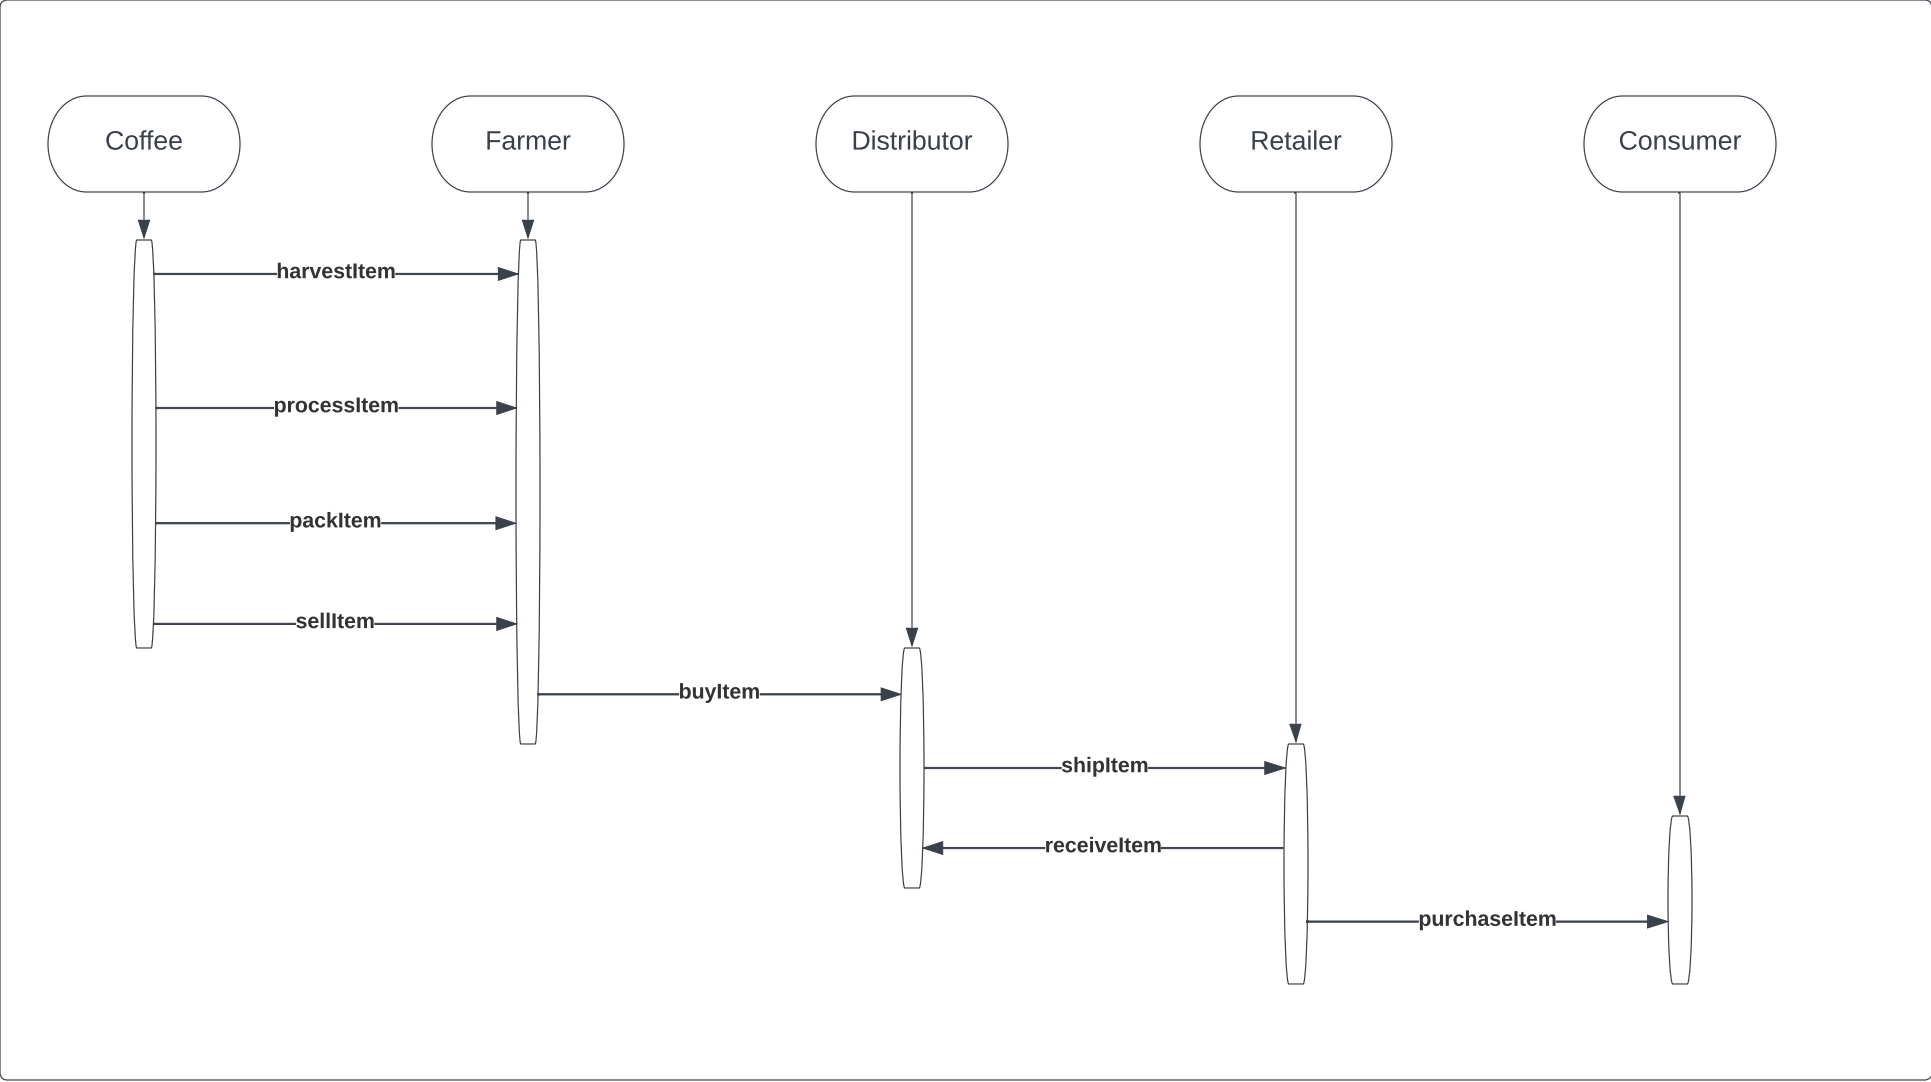 Coffee
Farmer
Distributor
Retailer
Consumer
harvestItem
processItem
packItem
sellItem
buyItem
shipItem
receiveItem
purchaseItem